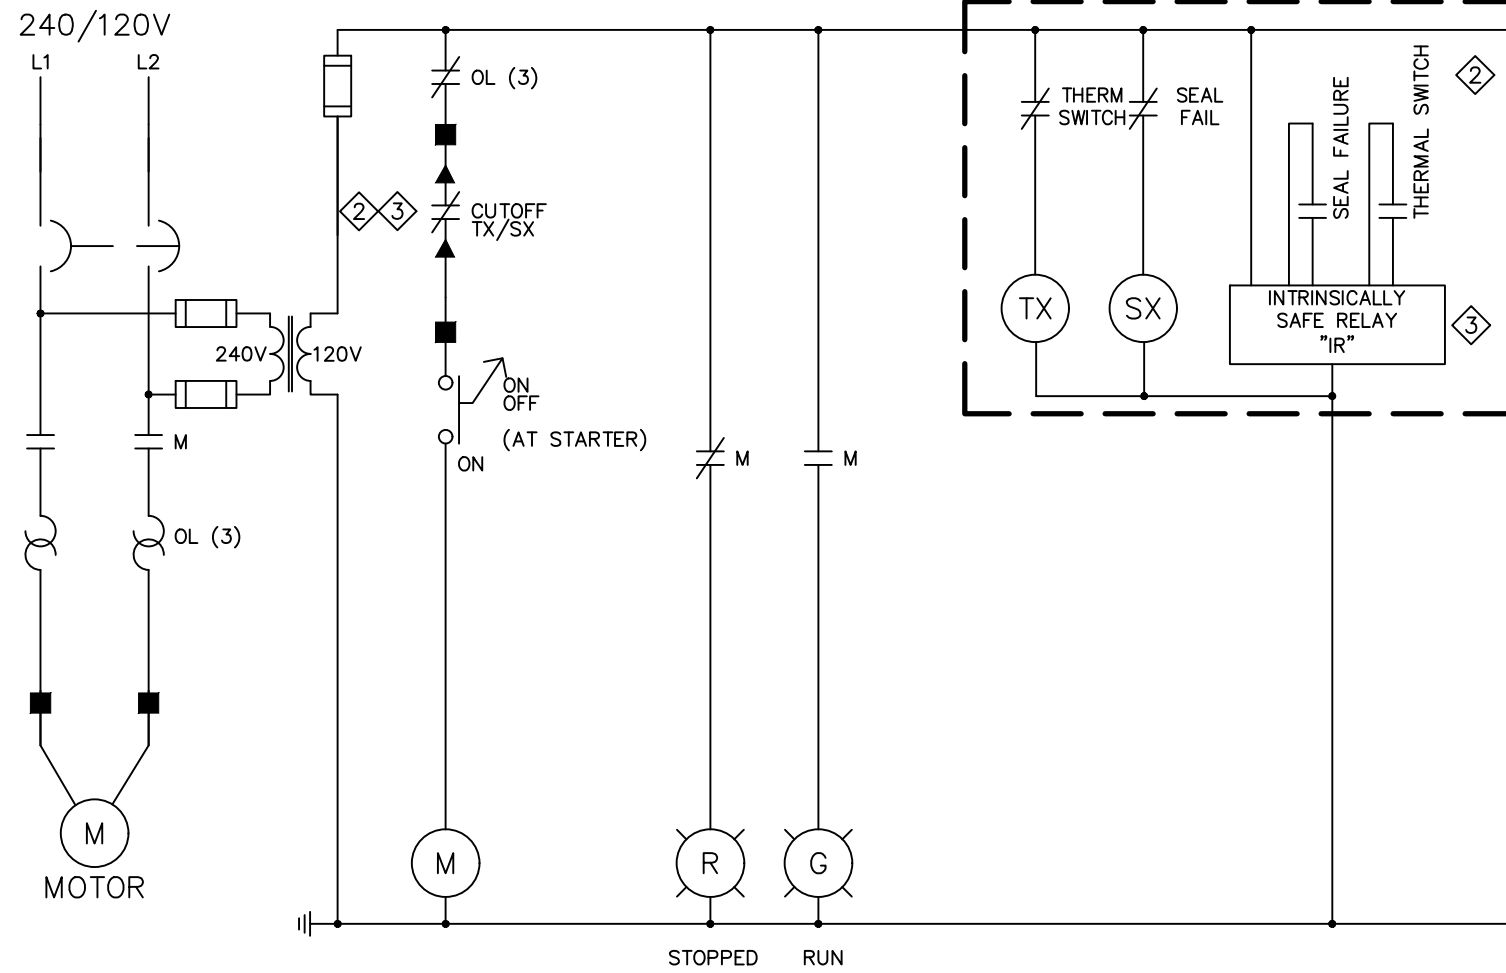 240/120V
L1
L2
OL (3)
THERM
SWITCH
SEAL
FAIL
SEAL FAILURE
THERMAL SWITCH
2
2
3
CUTOFF
TX/SX
TX
SX
INTRINSICALLY
SAFE RELAY
"IR"
3
240V
120V
ON
OFF
(AT STARTER)
ON
M
M
M
OL (3)
M
MOTOR
M
R
G
STOPPED
RUN